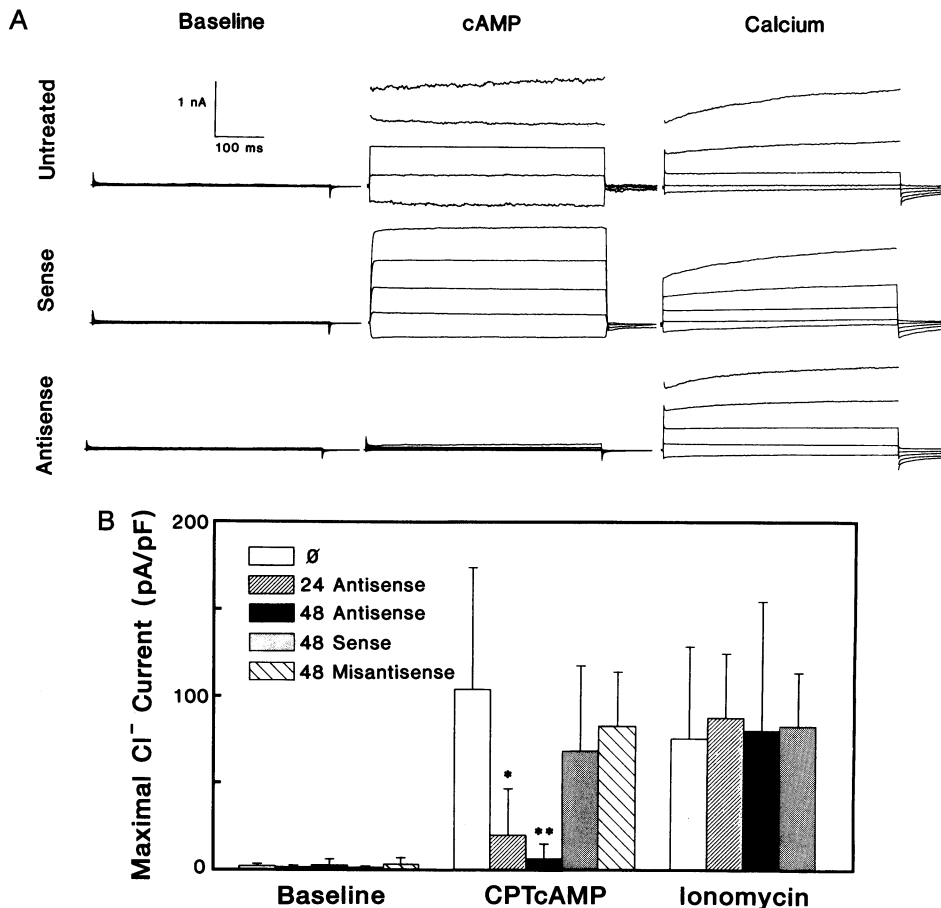 A
Baseline cAMP Calcium
1 nA
100 ms
Untreated
Sense
Antisense
B
Maximal Cl⁻ Current (pA/pF)
200
100
0
Ø
24 Antisense
48 Antisense
48 Sense
48 Misantisense
*
**
Baseline CPTcAMP Ionomycin